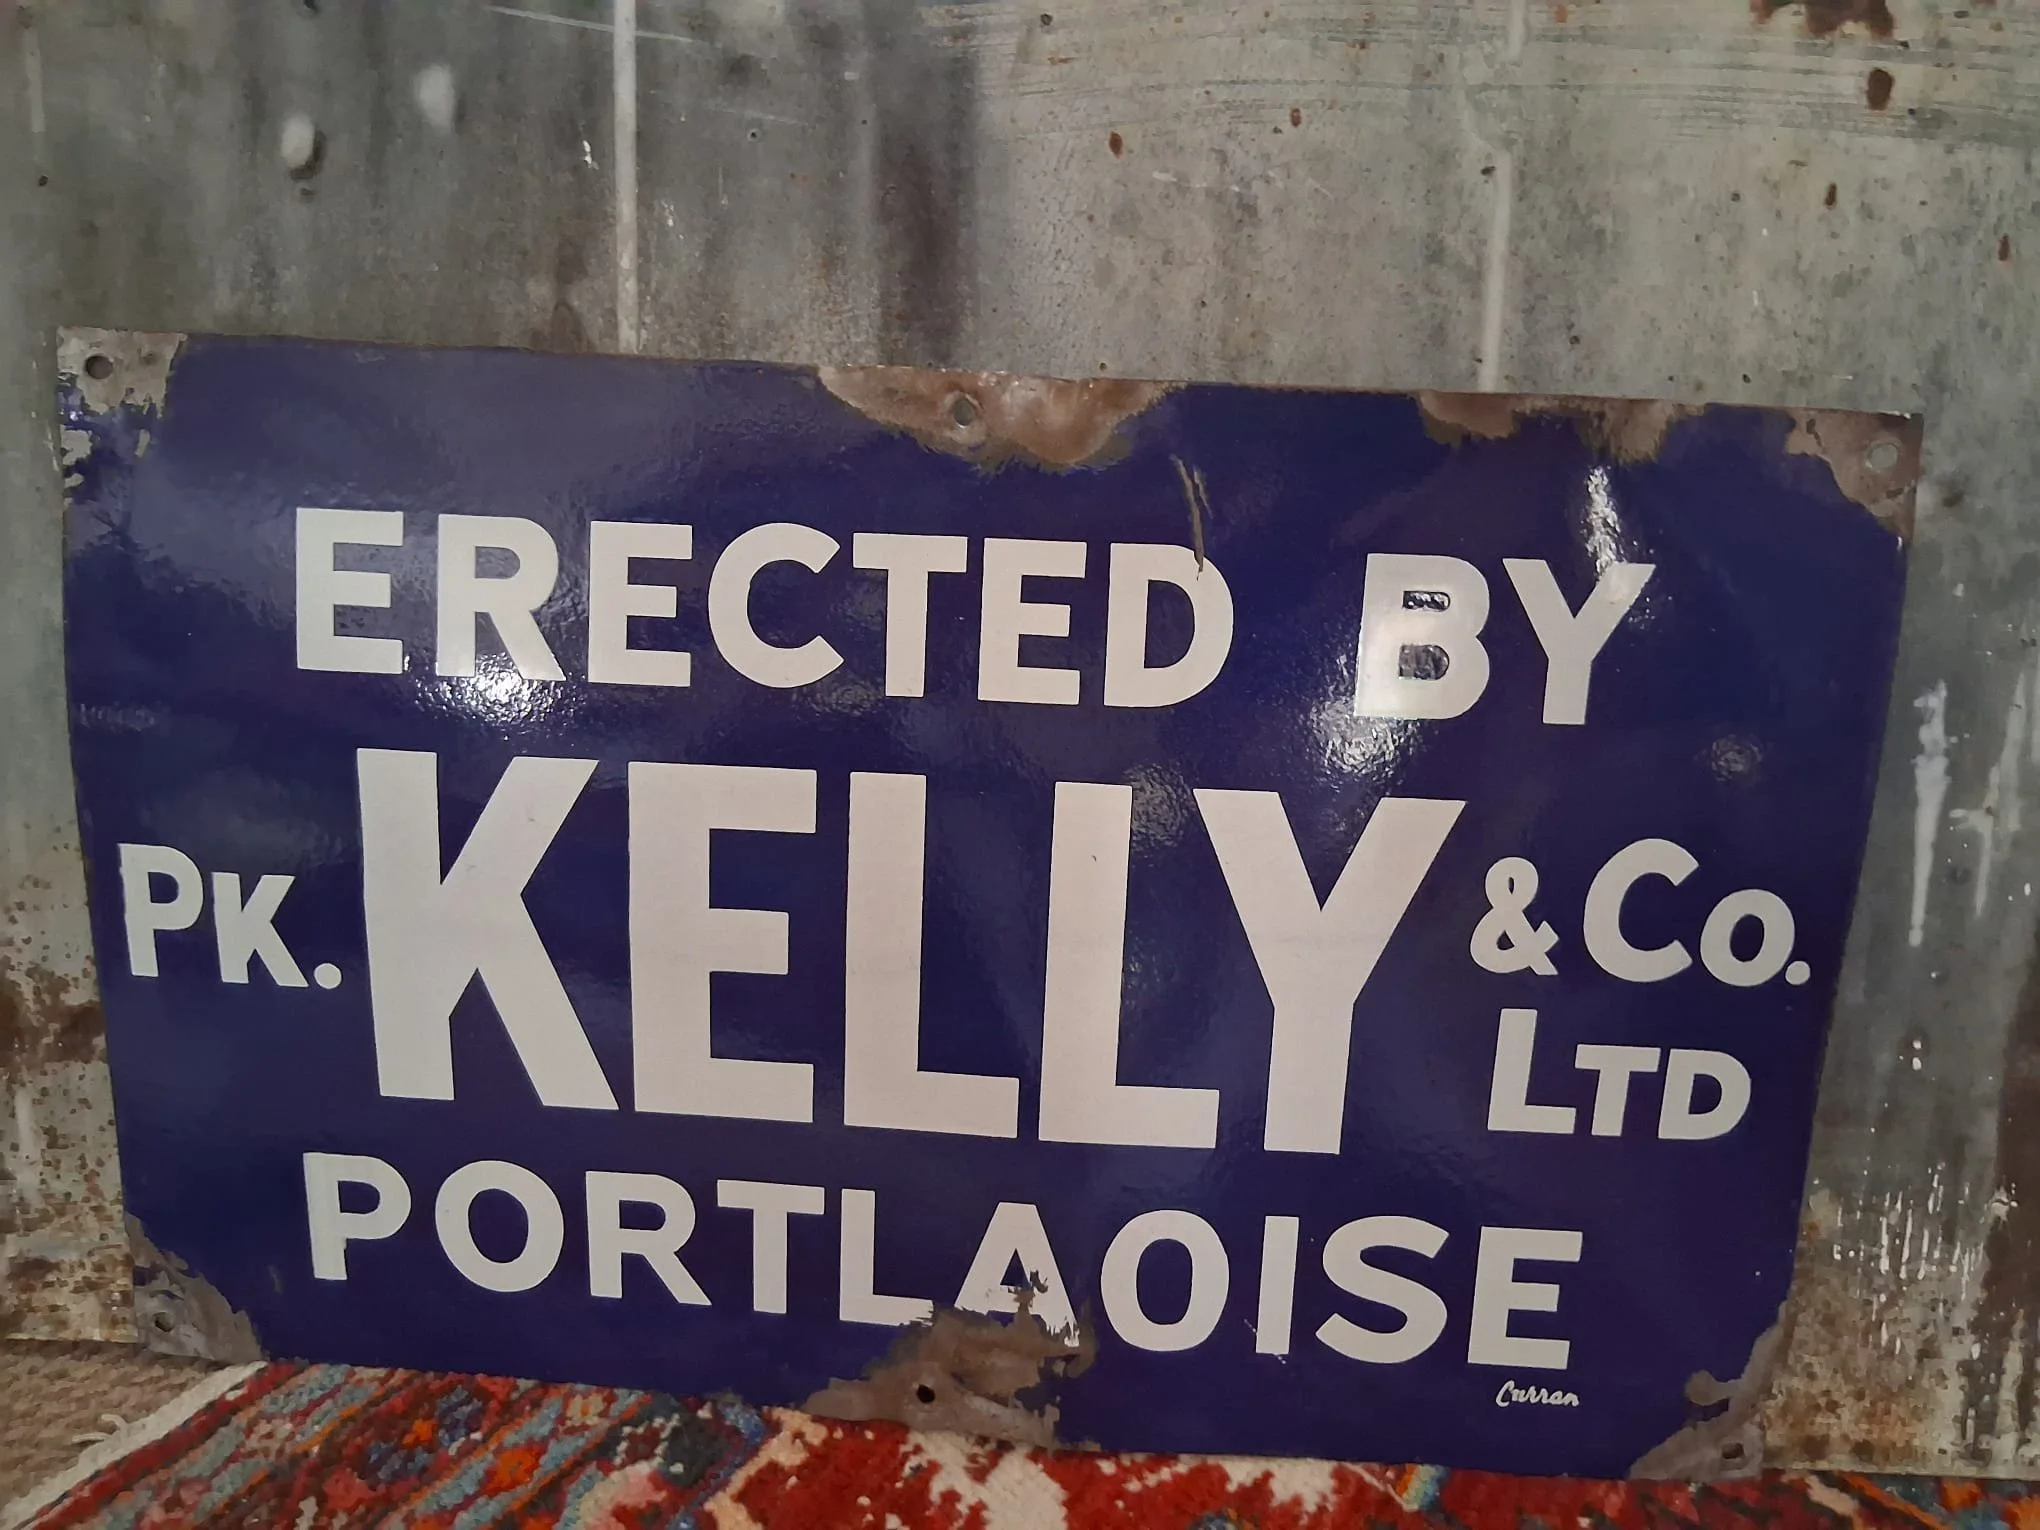 ERECTED BY
PK. KELLY & Co.
LTD
PORTLAOISE
Curran